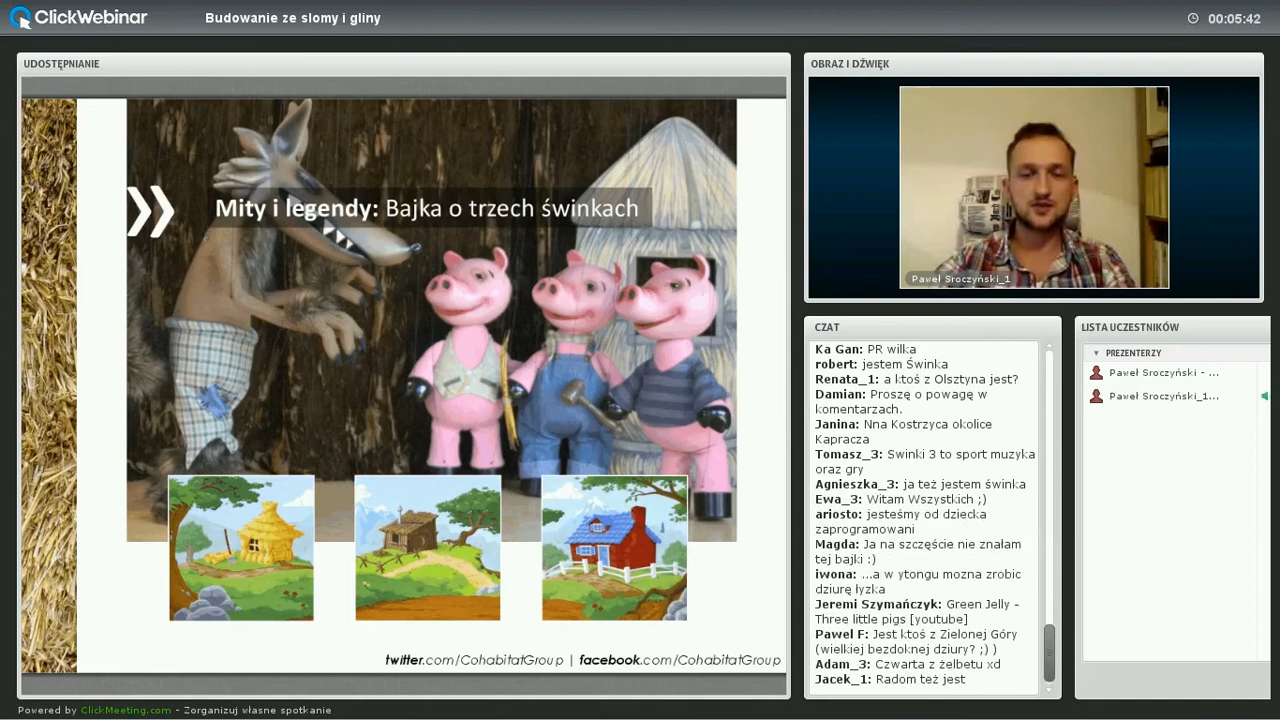 ClickWebinar
Budowanie ze slomy i gliny
00:05:42
UDOSTĘPNIANIE
Mity i legendy: Bajka o trzech świnkach
twitter.com/CohabitatGroup | facebook.com/CohabitatGroup
OBRAZ I DŹWIĘK
Paweł Sroczyński_1
CZAT
Ka Gan: PR wilka
robert: jestem Świnka
Renata_1: a ktoś z Olsztyna jest?
Damian: Proszę o powagę w
komentarzach.
Janina: Nna Kostrzyca okolice
Kapracza
Tomasz_3: Swinki 3 to sport muzyka
oraz gry
Agnieszka_3: ja też jestem świnka
Ewa_3: Witam Wszystkich ;)
ariosto: jesteśmy od dziecka
zaprogramowani
Magda: Ja na szczęście nie znałam
tej bajki :)
iwona: ...a w ytongu mozna zrobic
dziurę łyzka
Jeremi Szymańczyk: Green Jelly -
Three little pigs [youtube]
Pawel F: Jest ktoś z Zielonej Góry
(wielkiej bezdoknej dziury? ;) )
Adam_3: Czwarta z żelbetu xd
Jacek_1: Radom też jest
LISTA UCZESTNIKÓW
PREZENTERZY
Paweł Sroczyński - ...
Paweł Sroczyński_1...
Powered by ClickMeeting.com - Zorganizuj własne spotkanie